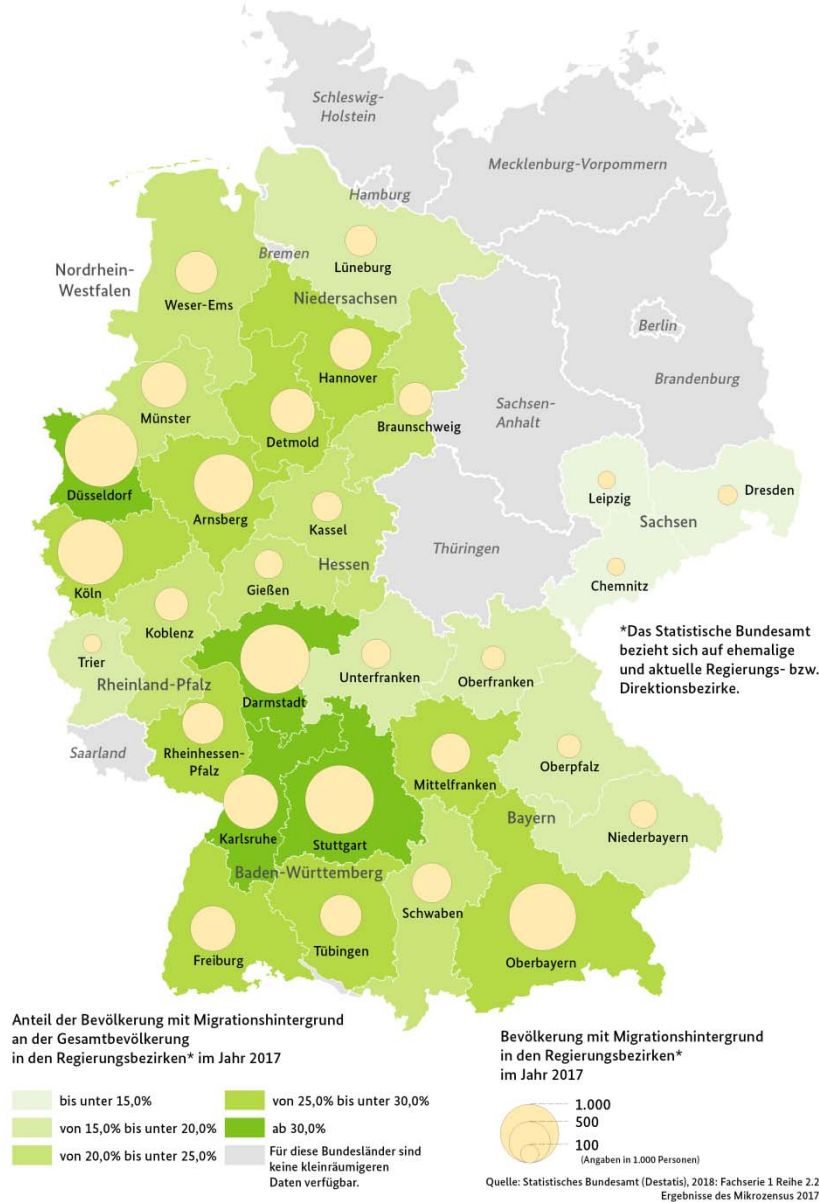 Schleswig-
Holstein
Mecklenburg-Vorpommern
Hamburg
Bremen
Lüneburg
Nordrhein-
Westfalen
Weser-Ems
Niedersachsen
Berlin
Hannover
Brandenburg
Münster
Sachsen-
Anhalt
Detmold
Braunschweig
Düsseldorf
Arnsberg
Kassel
Leipzig
Dresden
Sachsen
Thüringen
Hessen
Köln
Gießen
Chemnitz
Koblenz
*Das Statistische Bundesamt
bezieht sich auf ehemalige
und aktuelle Regierungs- bzw.
Direktionsbezirke.
Trier
Rheinland-Pfalz
Unterfranken
Oberfranken
Darmstadt
Saarland
Rheinhessen-
Pfalz
Mittelfranken
Oberpfalz
Karlsruhe
Stuttgart
Bayern
Niederbayern
Baden-Württemberg
Schwaben
Freiburg
Tübingen
Oberbayern
Anteil der Bevölkerung mit Migrationshintergrund
an der Gesamtbevölkerung
in den Regierungsbezirken* im Jahr 2017
bis unter 15,0%
von 15,0% bis unter 20,0%
von 20,0% bis unter 25,0%
von 25,0% bis unter 30,0%
ab 30,0%
Für diese Bundesländer sind
keine kleinräumigeren
Daten verfügbar.
Bevölkerung mit Migrationshintergrund
in den Regierungsbezirken*
im Jahr 2017
1.000
500
100
(Angaben in 1.000 Personen)
Quelle: Statistisches Bundesamt (Destatis), 2018: Fachserie 1 Reihe 2.2
Ergebnisse des Mikrozensus 2017